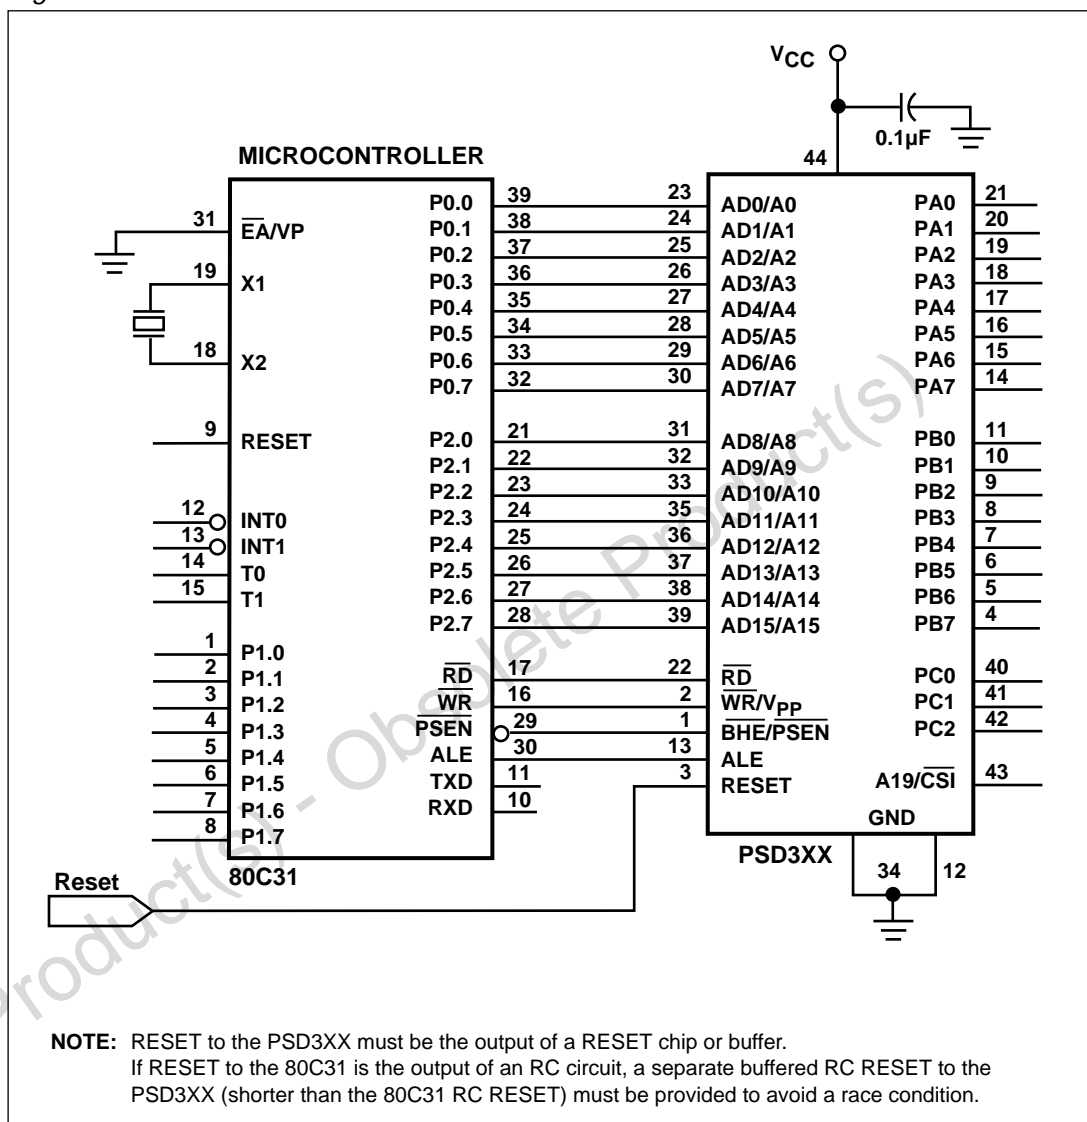 VCC
0.1µF
44
MICROCONTROLLER
31 EA/VP
19 X1
18 X2
9 RESET
12 INT0
13 INT1
14 T0
15 T1
1 P1.0
2 P1.1
3 P1.2
4 P1.3
5 P1.4
6 P1.5
7 P1.6
8 P1.7
P0.0 39
P0.1 38
P0.2 37
P0.3 36
P0.4 35
P0.5 34
P0.6 33
P0.7 32
P2.0 21
P2.1 22
P2.2 23
P2.3 24
P2.4 25
P2.5 26
P2.6 27
P2.7 28
RD 17
WR 16
PSEN 29
ALE 30
TXD 11
RXD 10
80C31
23 AD0/A0
24 AD1/A1
25 AD2/A2
26 AD3/A3
27 AD4/A4
28 AD5/A5
29 AD6/A6
30 AD7/A7
31 AD8/A8
32 AD9/A9
33 AD10/A10
35 AD11/A11
36 AD12/A12
37 AD13/A13
38 AD14/A14
39 AD15/A15
22 RD
2 WR/VPP
1 BHE/PSEN
13 ALE
3 RESET
PA0 21
PA1 20
PA2 19
PA3 18
PA4 17
PA5 16
PA6 15
PA7 14
PB0 11
PB1 10
PB2 9
PB3 8
PB4 7
PB5 6
PB6 5
PB7 4
PC0 40
PC1 41
PC2 42
A19/CSI 43
GND
PSD3XX
34 12
Reset
Product(s) - Obsolete Product(s)
NOTE: RESET to the PSD3XX must be the output of a RESET chip or buffer.
If RESET to the 80C31 is the output of an RC circuit, a separate buffered RC RESET to the
PSD3XX (shorter than the 80C31 RC RESET) must be provided to avoid a race condition.